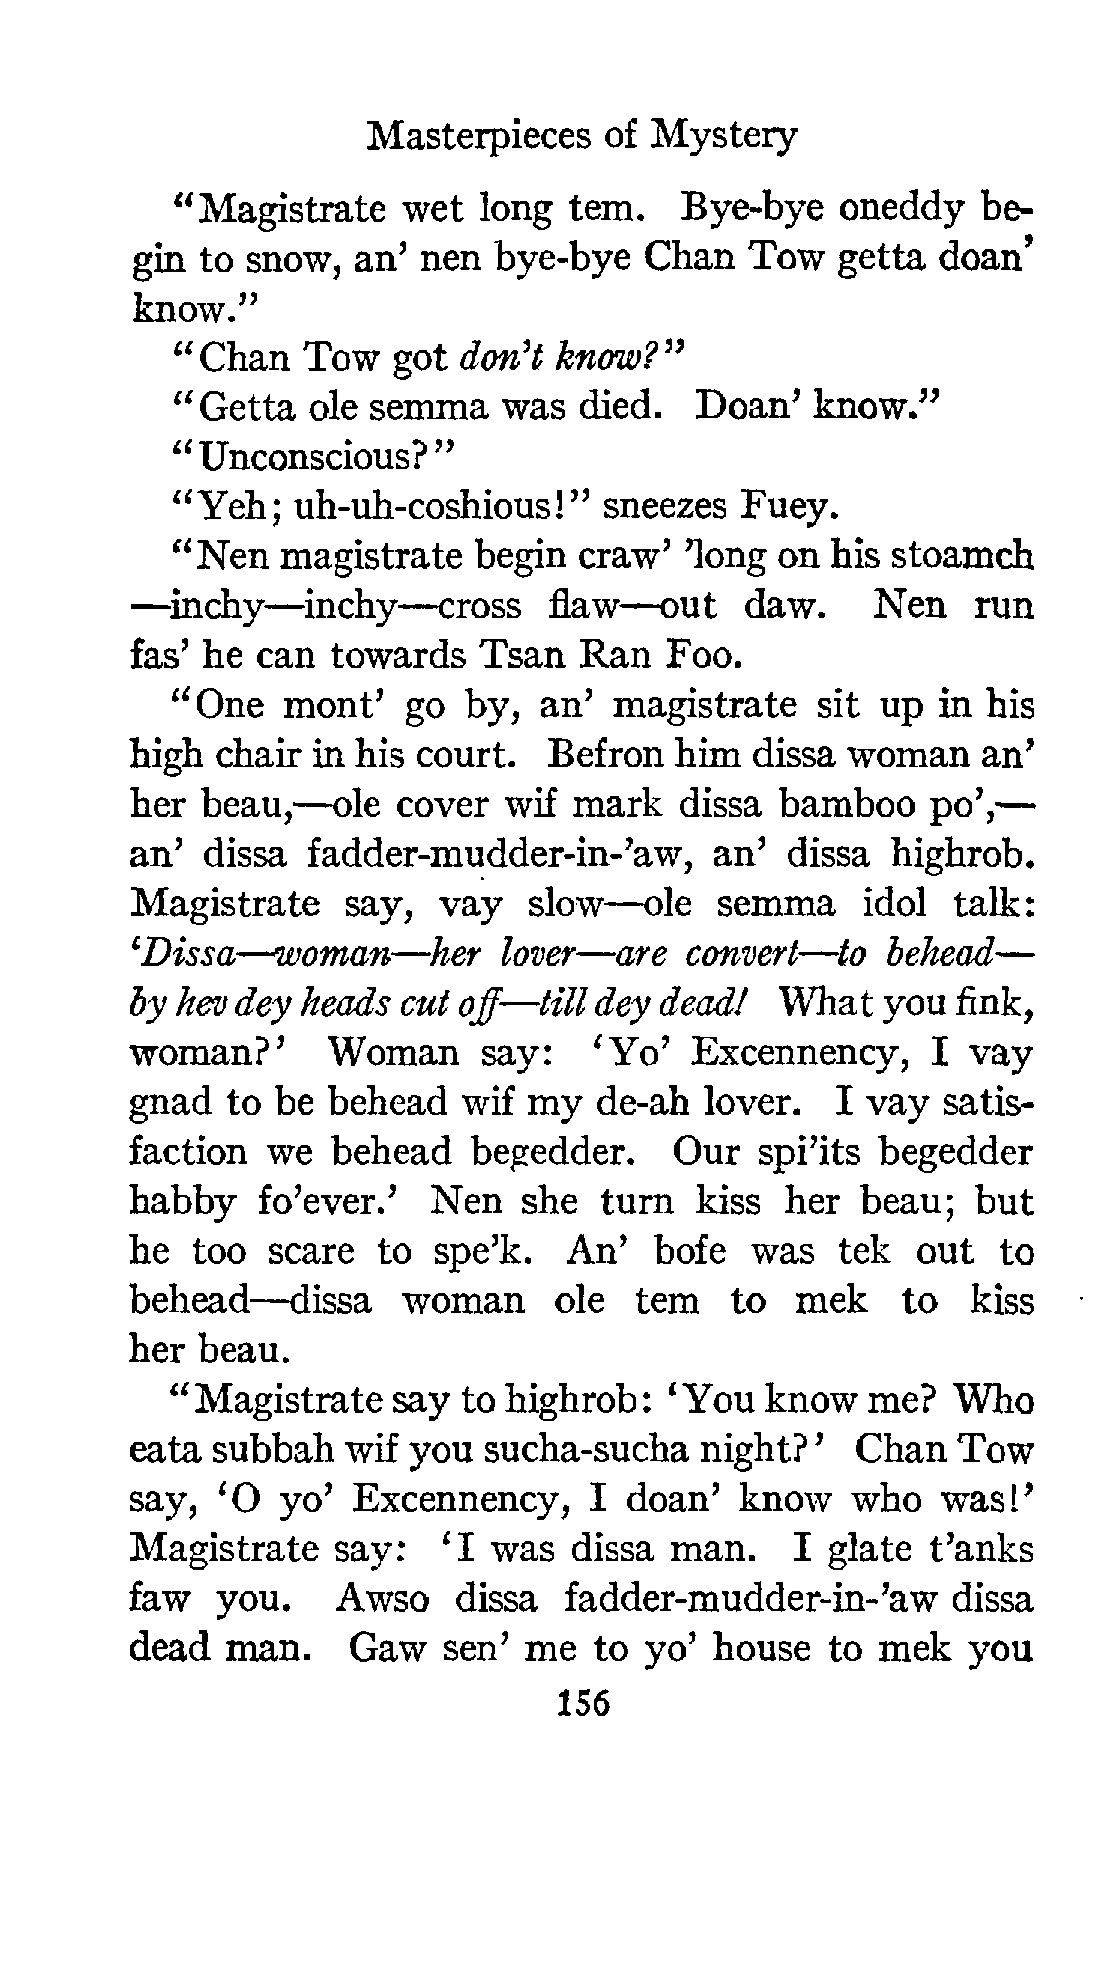 Masterpieces of Mystery
"Magistrate wet long tem. Bye-bye oneddy be-
gin to snow, an' nen bye-bye Chan Tow getta doan'
know."
"Chan Tow got don't know?"
"Getta ole semma was died. Doan' know."
"Unconscious?"
"Yeh; uh-uh-coshious!" sneezes Fuey.
"Nen magistrate begin craw' 'long on his stoamch
—inchy—inchy—cross flaw—out daw. Nen run
fas' he can towards Tsan Ran Foo.
"One mont' go by, an' magistrate sit up in his
high chair in his court. Befron him dissa woman an'
her beau,—ole cover wif mark dissa bamboo po',—
an' dissa fadder-mudder-in-'aw, an' dissa highrob.
Magistrate say, vay slow—ole semma idol talk:
'Dissa—woman—her lover—are convert—to behead—
by hev dey heads cut off—till dey dead! What you fink,
woman?' Woman say: 'Yo' Excennency, I vay
gnad to be behead wif my de-ah lover. I vay satis-
faction we behead begedder. Our spi'its begedder
habby fo'ever.' Nen she turn kiss her beau; but
he too scare to spe'k. An' bofe was tek out to
behead—dissa woman ole tem to mek to kiss
her beau.
"Magistrate say to highrob: 'You know me? Who
eata subbah wif you sucha-sucha night?' Chan Tow
say, 'O yo' Excennency, I doan' know who was!'
Magistrate say: 'I was dissa man. I glate t'anks
faw you. Awso dissa fadder-mudder-in-'aw dissa
dead man. Gaw sen' me to yo' house to mek you
156